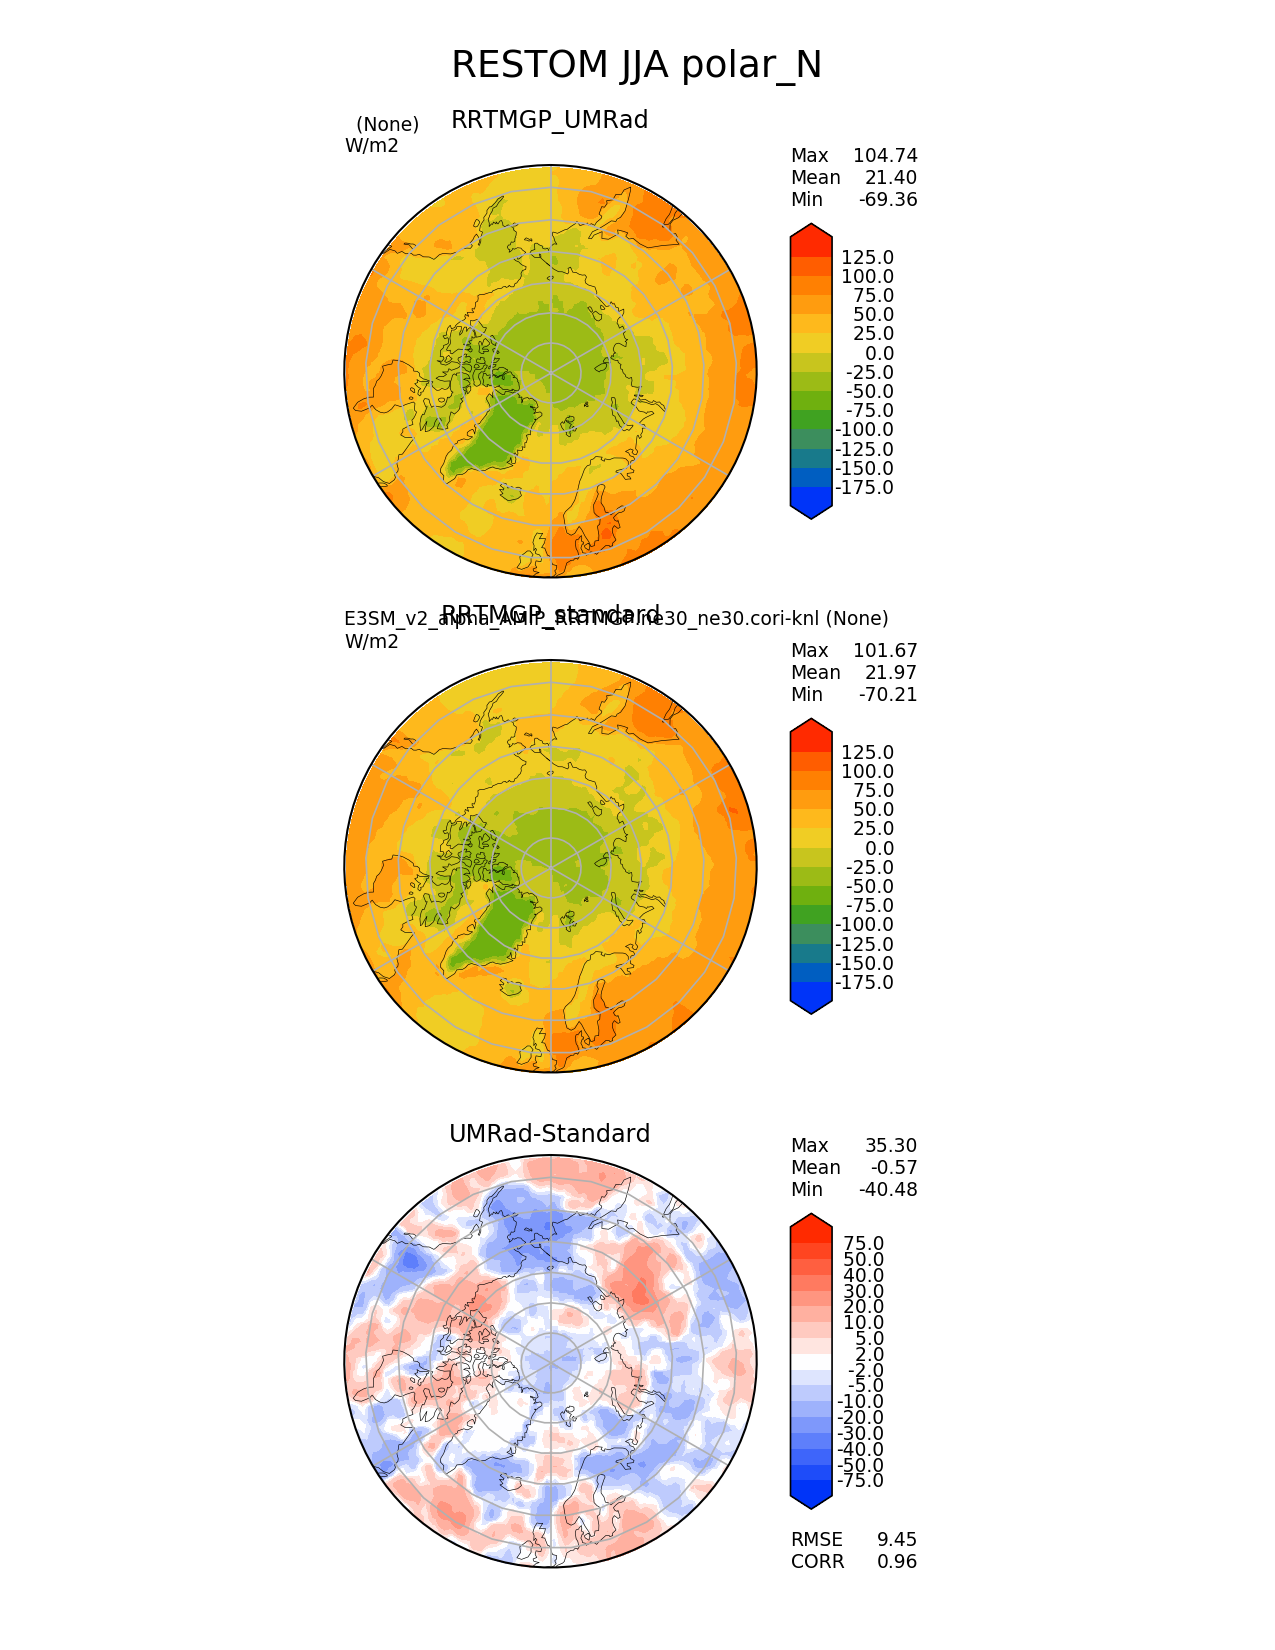 RESTOM JJA polar_N
RRTMGP_UMRad
(None)
W/m2
Max 104.74
Mean 21.40
Min -69.36
125.0
100.0
75.0
50.0
25.0
0.0
-25.0
-50.0
-75.0
-100.0
-125.0
-150.0
-175.0
RRTMGP_standard
E3SM_v2_alpha_AMIP_RRTMGP.ne30_ne30.cori-knl (None)
W/m2
Max 101.67
Mean 21.97
Min -70.21
125.0
100.0
75.0
50.0
25.0
0.0
-25.0
-50.0
-75.0
-100.0
-125.0
-150.0
-175.0
UMRad-Standard
Max 35.30
Mean -0.57
Min -40.48
75.0
50.0
40.0
30.0
20.0
10.0
5.0
2.0
-2.0
-5.0
-10.0
-20.0
-30.0
-40.0
-50.0
-75.0
RMSE 9.45
CORR 0.96